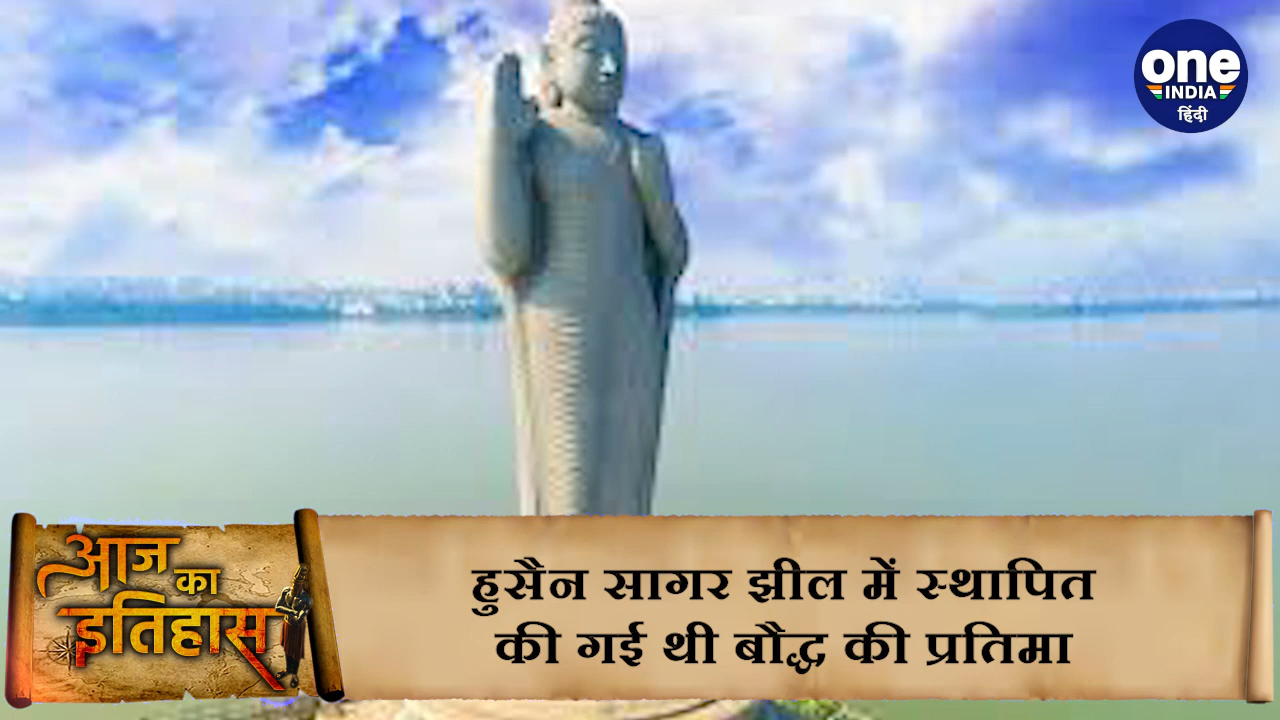 one
INDIA
हिंदी
आज
का
इतिहास
हुसैन सागर झील में स्थापित
की गई थी बौद्ध की प्रतिमा